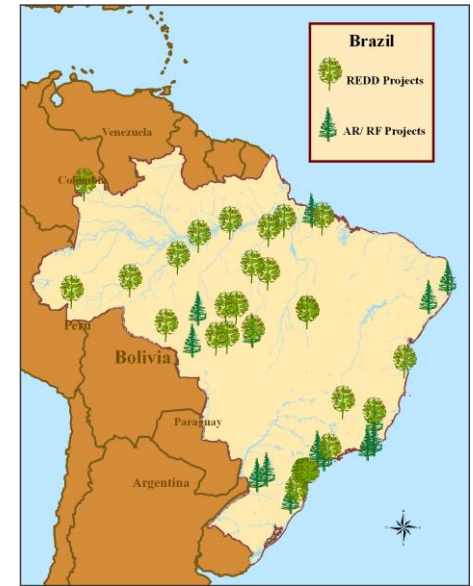 Brazil
REDD Projects
AR/ RF Projects
Venezuela
Colombia
Peru
Bolivia
Paraguay
Argentina